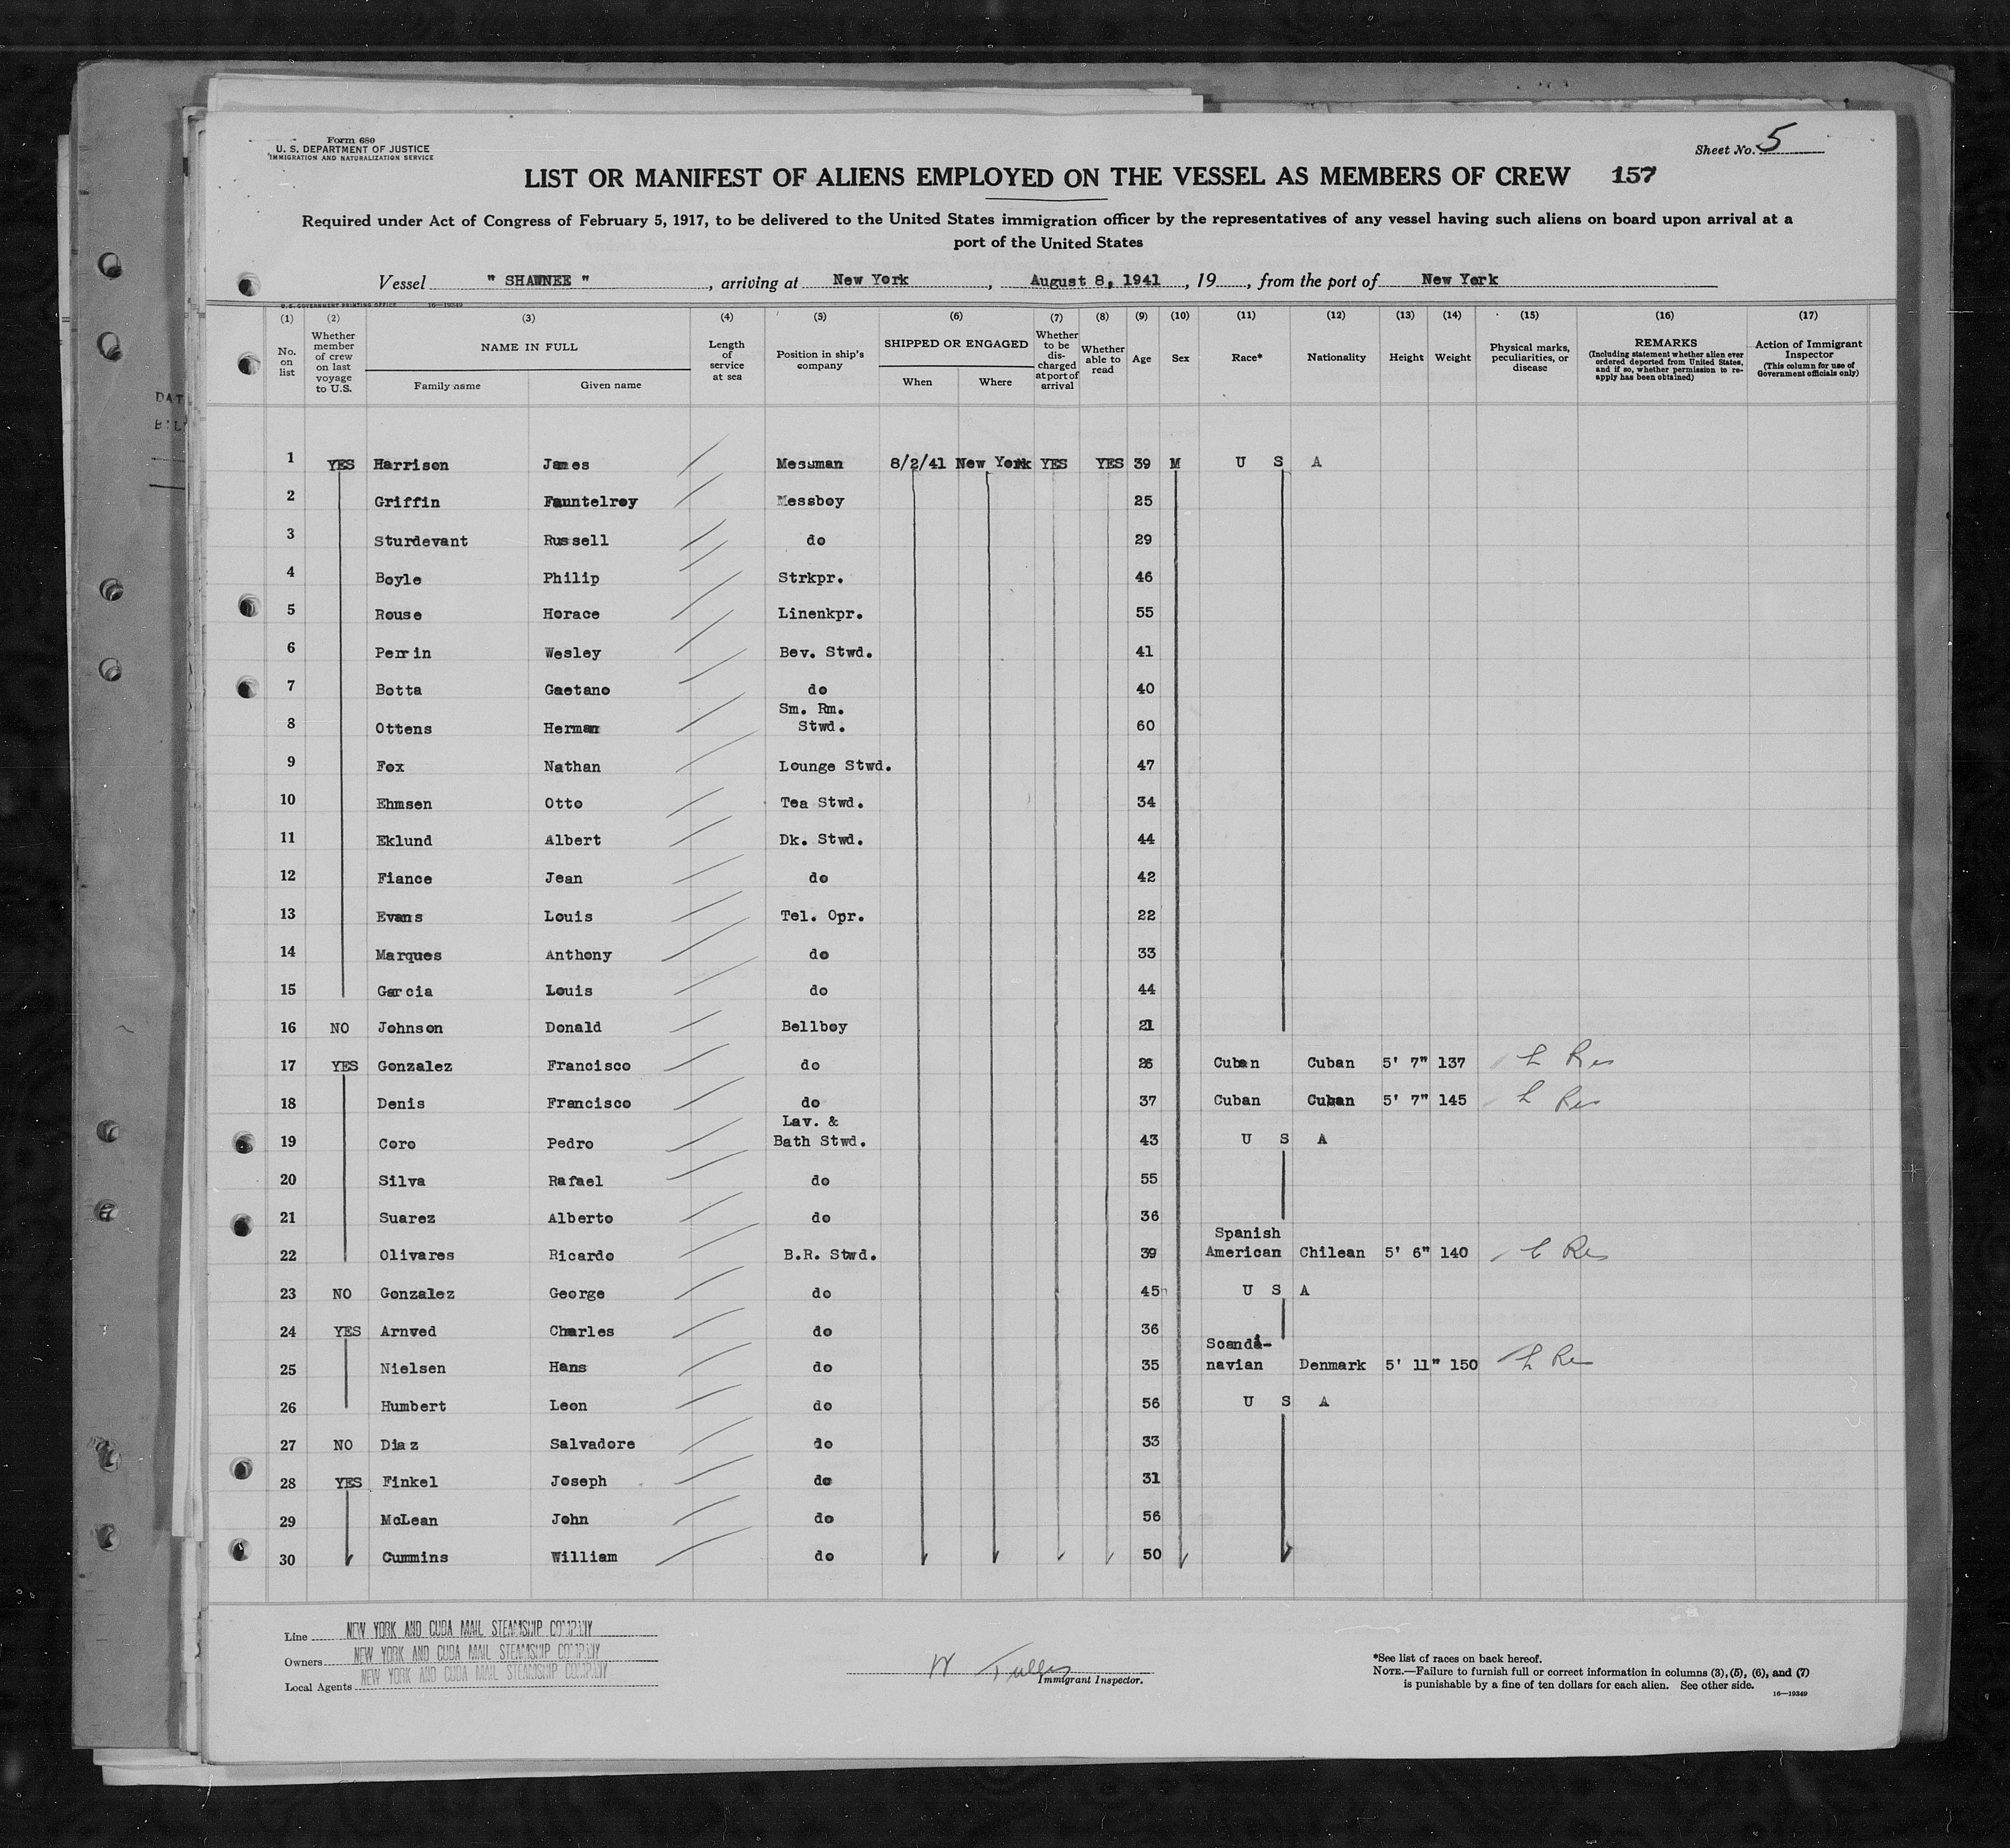 Form 680
U. S. DEPARTMENT OF JUSTICE
IMMIGRATION AND NATURALIZATION SERVICE
Sheet No. 5
LIST OR MANIFEST OF ALIENS EMPLOYED ON THE VESSEL AS MEMBERS OF CREW 157
Required under Act of Congress of February 5, 1917, to be delivered to the United States immigration officer by the representatives of any vessel having such aliens on board upon arrival at a
port of the United States
Vessel " SHAWNEE ", arriving at New York, August 8, 1941, 19, from the port of New York
U. S. GOVERNMENT PRINTING OFFICE 16—19349
(1) (2) (3) (4) (5) (6) (7) (8) (9) (10) (11) (12) (13) (14) (15) (16) (17)
No. on list
Whether member of crew on last voyage to U.S.
NAME IN FULL
Family name
Given name
Length of service at sea
Position in ship's company
SHIPPED OR ENGAGED
When
Where
Whether to be discharged at port of arrival
Whether able to read
Age
Sex
Race*
Nationality
Height
Weight
Physical marks, peculiarities, or disease
REMARKS
(Including statement whether alien ever ordered deported from United States, and if so, whether permission to reapply has been obtained)
Action of Immigrant Inspector
(This column for use of Government officials only)
DAT
1 YES Harrison James Messman 8/2/41 New York YES YES 39 M U S A
2 Griffin Fauntelroy Messboy 25
3 Sturdevant Russell do 29
4 Boyle Philip Strkpr. 46
5 Rouse Horace Linenkpr. 55
6 Perrin Wesley Bev. Stwd. 41
7 Botta Gaetano do 40
8 Ottens Herman Sm. Rm. Stwd. 60
9 Fox Nathan Lounge Stwd. 47
10 Ehmsen Otto Tea Stwd. 34
11 Eklund Albert Dk. Stwd. 44
12 Fiance Jean do 42
13 Evans Louis Tel. Opr. 22
14 Marques Anthony do 33
15 Garcia Louis do 44
16 NO Johnson Donald Bellboy 21
17 YES Gonzalez Francisco do 26 Cuban Cuban 5' 7" 137 L Res
18 Denis Francisco do 37 Cuban Cuban 5' 7" 145 L Res
19 Coro Pedro Lav. & Bath Stwd. 43 U S A
20 Silva Rafael do 55
21 Suarez Alberto do 36
22 Olivares Ricardo B.R. Stwd. 39 Spanish American Chilean 5' 6" 140 L Res
23 NO Gonzalez George do 45 U S A
24 YES Arnved Charles do 36
25 Nielsen Hans do 35 Scandi-navian Denmark 5' 11" 150 L Res
26 Humbert Leon do 56 U S A
27 NO Diaz Salvadore do 33
28 YES Finkel Joseph do 31
29 McLean John do 56
30 Cummins William do 50
Line NEW YORK AND CUBA MAIL STEAMSHIP COMPANY
Owners NEW YORK AND CUBA MAIL STEAMSHIP COMPANY
Local Agents NEW YORK AND CUBA MAIL STEAMSHIP COMPANY
W
Immigrant Inspector.
*See list of races on back hereof.
NOTE.—Failure to furnish full or correct information in columns (3), (5), (6), and (7)
is punishable by a fine of ten dollars for each alien. See other side.
16—19349